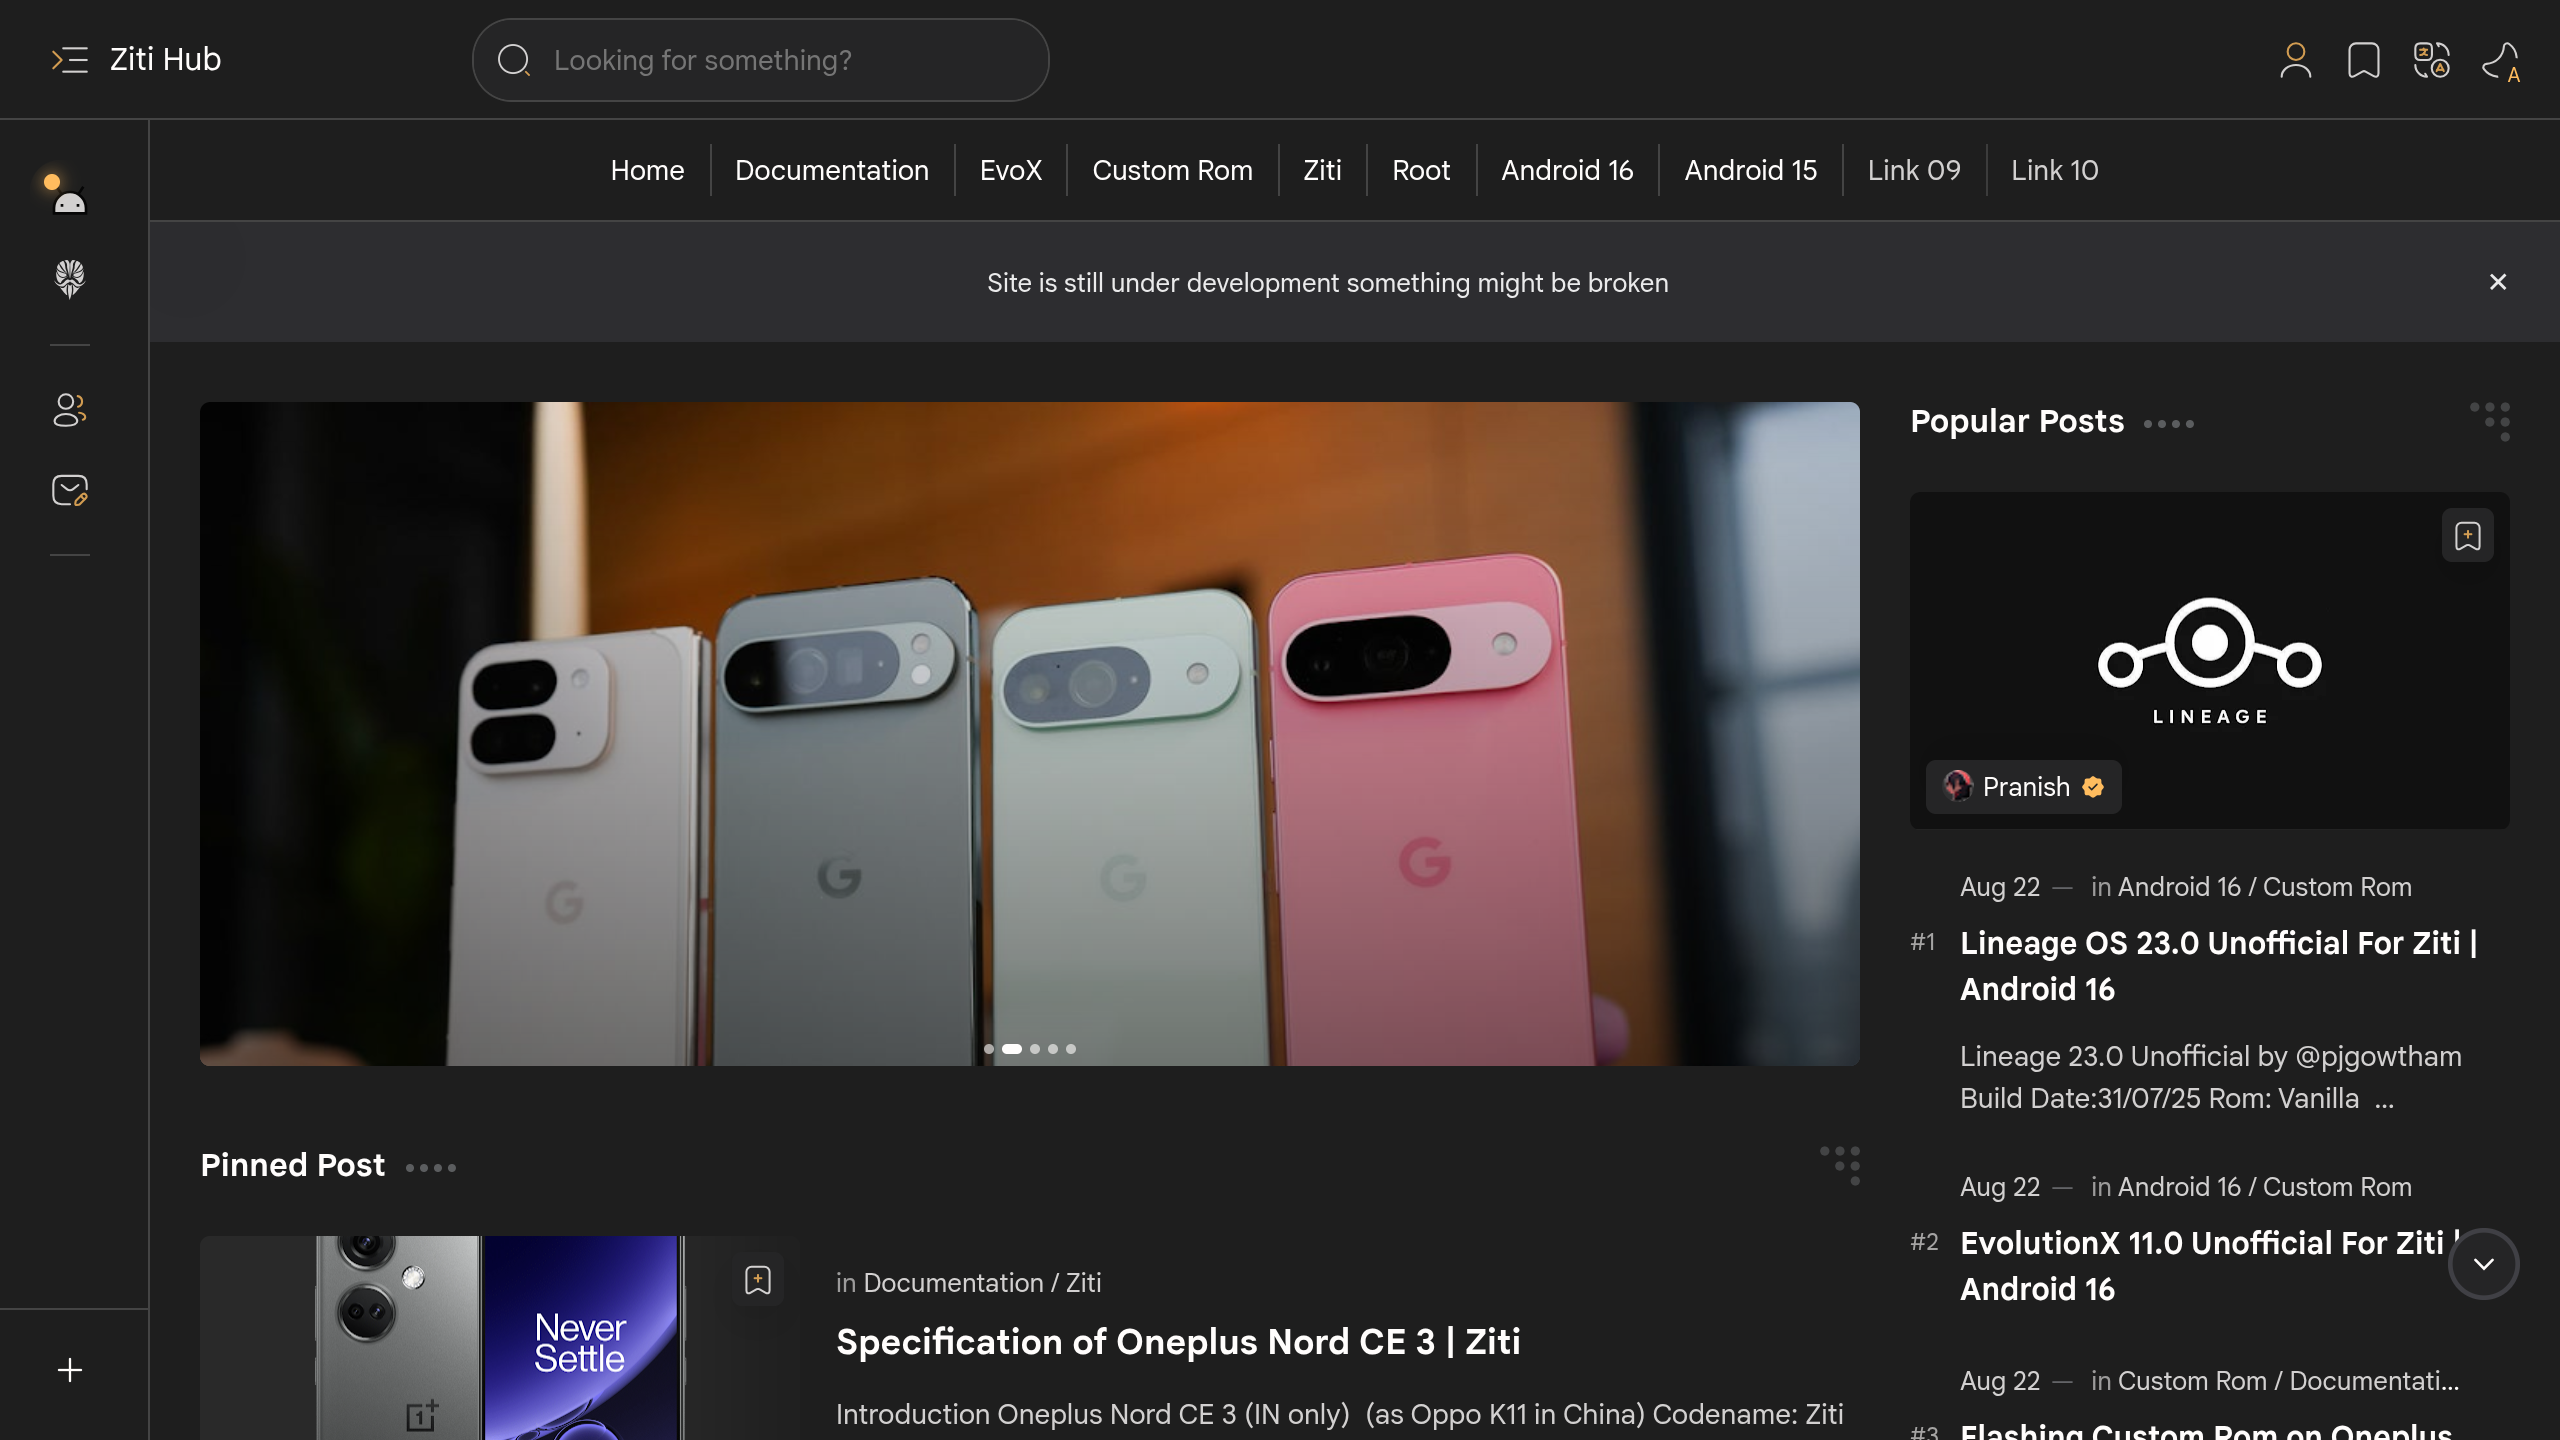 Ziti Hub
Looking for something?
A
Home
Documentation
EvoX
Custom Rom
Ziti
Root
Android 16
Android 15
Link 09
Link 10
Site is still under development something might be broken
Popular Posts
LINEAGE
Pranish
Aug 22 — in Android 16 / Custom Rom
#1
Lineage OS 23.0 Unofficial For Ziti |
Android 16
Lineage 23.0 Unofficial by @pjgowtham
Build Date:31/07/25 Rom: Vanilla ...
Aug 22 — in Android 16 / Custom Rom
#2
EvolutionX 11.0 Unofficial For Ziti |
Android 16
Aug 22 — in Custom Rom / Documentati...
#3
Flashing Custom Rom on Oneplus
Pinned Post
Never
Settle
in Documentation / Ziti
Specification of Oneplus Nord CE 3 | Ziti
Introduction Oneplus Nord CE 3 (IN only) (as Oppo K11 in China) Codename: Ziti